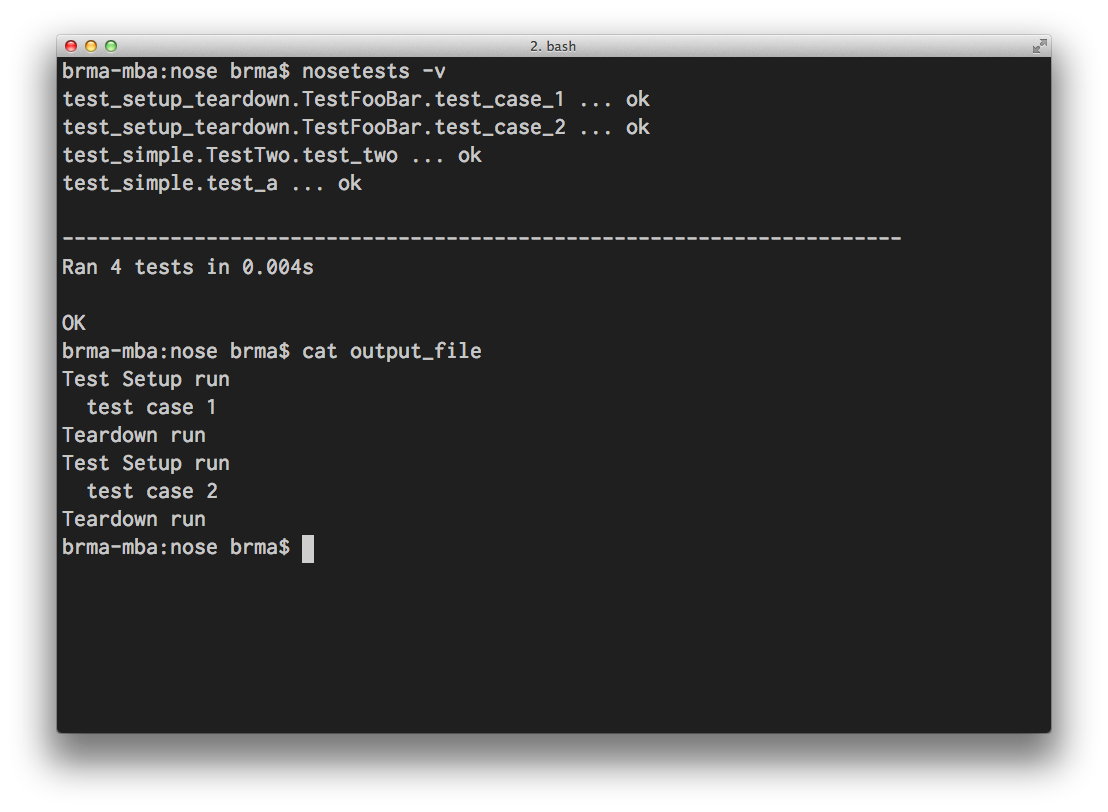 2. bash
brma-mba:nose brma$ nosetests -v
test_setup_teardown.TestFooBar.test_case_1 ... ok
test_setup_teardown.TestFooBar.test_case_2 ... ok
test_simple.TestTwo.test_two ... ok
test_simple.test_a ... ok
----------------------------------------------------------------------
Ran 4 tests in 0.004s
OK
brma-mba:nose brma$ cat output_file
Test Setup run
  test case 1
Teardown run
Test Setup run
  test case 2
Teardown run
brma-mba:nose brma$